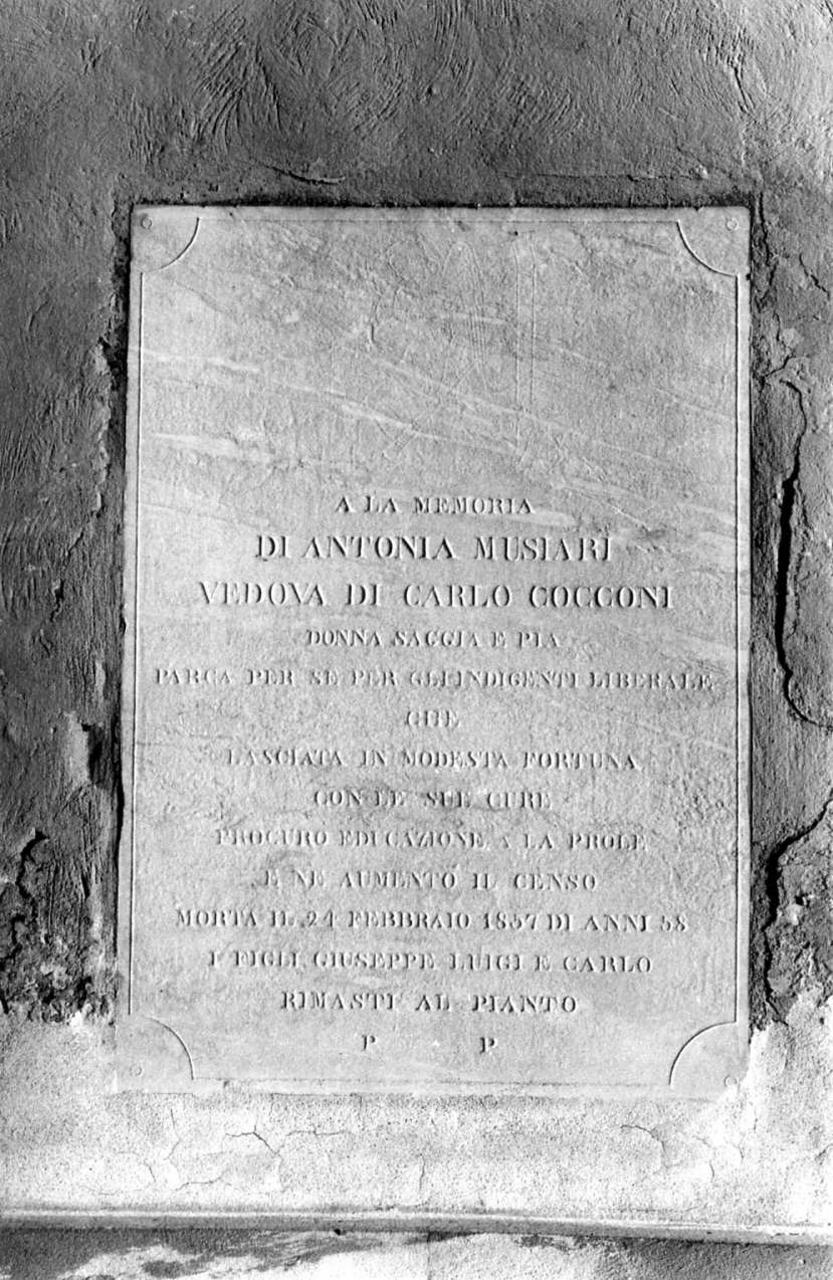 A LA MEMORIA
DI ANTONIA MUSIARI
VEDOVA DI CARLO COCCONI
DONNA SAGGIA E PIA
PARCA PER SE PER GLI INDIGENTI LIBERALE
CHE
LASCIATA IN MODESTA FORTUNA
CON LE SUE CURE
PROCURO EDUCAZIONE A LA PROLE
E NE AUMENTO IL CENSO
MORTA IL 24 FEBBRAIO 1857 DI ANNI 58
I FIGLI GIUSEPPE LUIGI E CARLO
RIMASTI AL PIANTO
P P